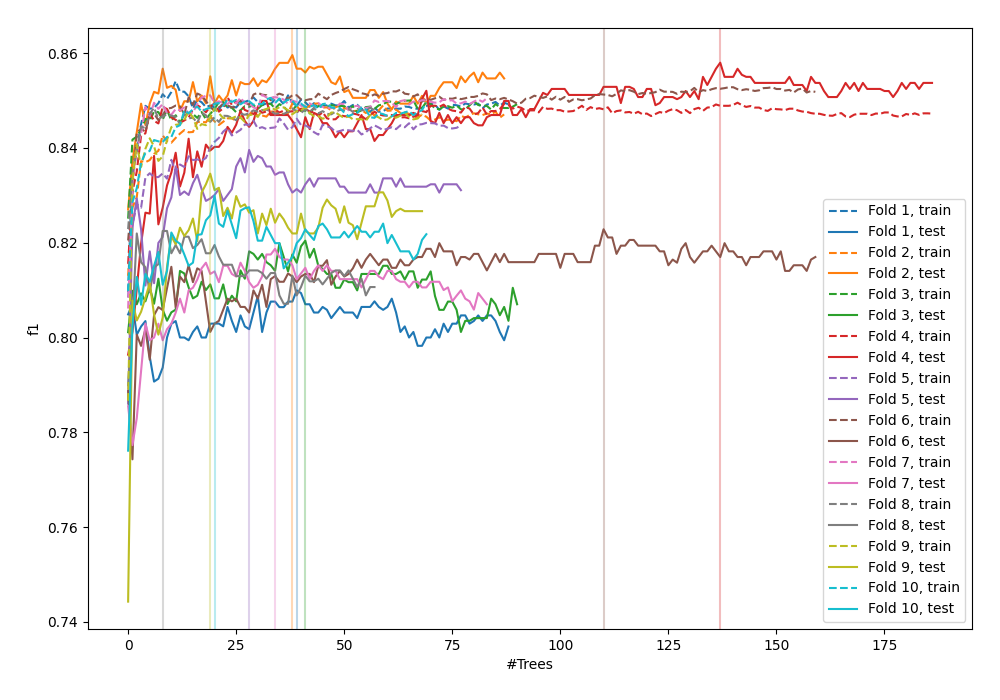 0.86
0.84
0.82
0.80
0.78
0.76
0.74
f1
0
25
50
75
100
125
150
175
#Trees
Fold 1, train
Fold 1, test
Fold 2, train
Fold 2, test
Fold 3, train
Fold 3, test
Fold 4, train
Fold 4, test
Fold 5, train
Fold 5, test
Fold 6, train
Fold 6, test
Fold 7, train
Fold 7, test
Fold 8, train
Fold 8, test
Fold 9, train
Fold 9, test
Fold 10, train
Fold 10, test